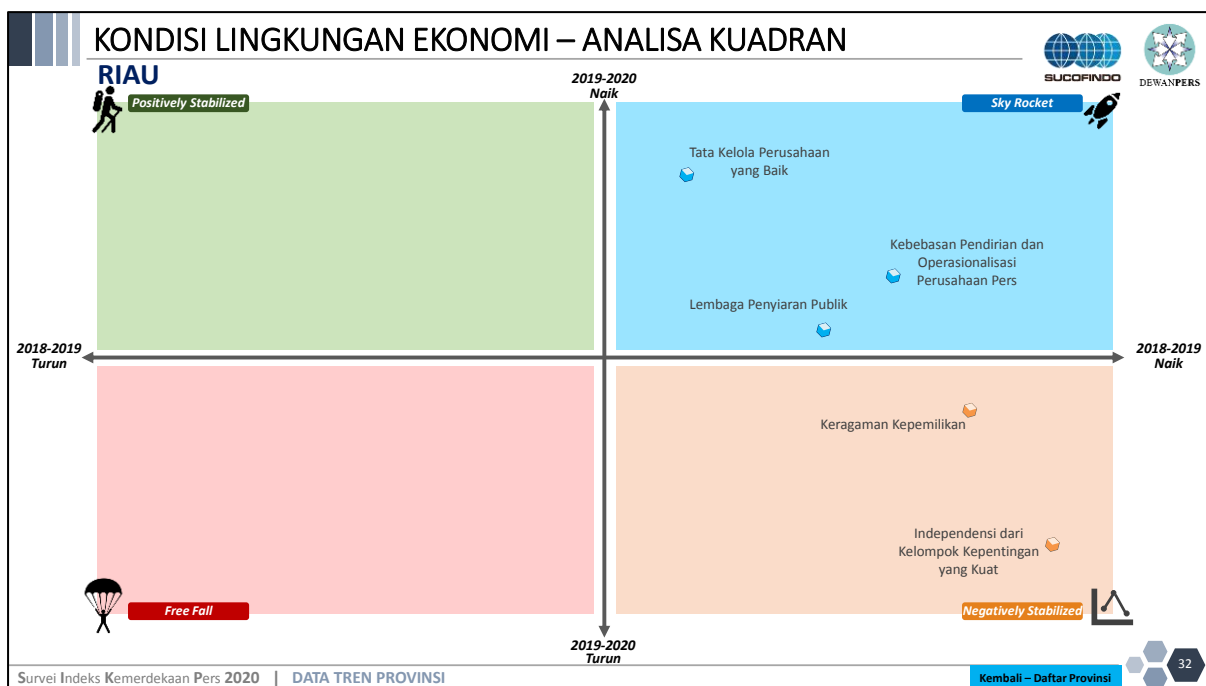 KONDISI LINGKUNGAN EKONOMI – ANALISA KUADRAN
RIAU
SUCOFINDO
DEWANPERS
2019-2020
Naik
Positively Stabilized
Sky Rocket
Tata Kelola Perusahaan
yang Baik
Kebebasan Pendirian dan
Operasionalisasi
Perusahaan Pers
Lembaga Penyiaran Publik
2018-2019
Turun
2018-2019
Naik
Keragaman Kepemilikan
Independensi dari
Kelompok Kepentingan
yang Kuat
Free Fall
Negatively Stabilized
2019-2020
Turun
Survei Indeks Kemerdekaan Pers 2020 | DATA TREN PROVINSI
Kembali – Daftar Provinsi
32